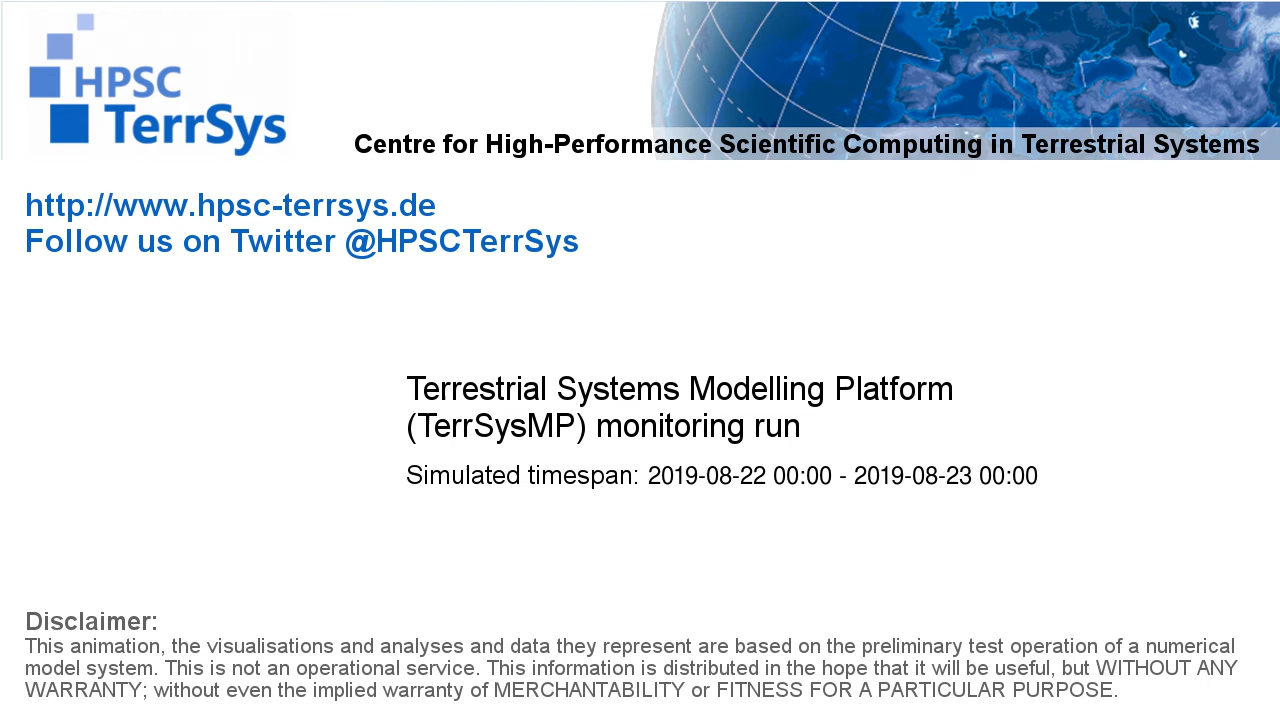 HPSC
TerrSys
Centre for High-Performance Scientific Computing in Terrestrial Systems
http://www.hpsc-terrsys.de
Follow us on Twitter @HPSCTerrSys
Terrestrial Systems Modelling Platform
(TerrSysMP) monitoring run
Simulated timespan: 2019-08-22 00:00 - 2019-08-23 00:00
Disclaimer:
This animation, the visualisations and analyses and data they represent are based on the preliminary test operation of a numerical
model system. This is not an operational service. This information is distributed in the hope that it will be useful, but WITHOUT ANY
WARRANTY; without even the implied warranty of MERCHANTABILITY or FITNESS FOR A PARTICULAR PURPOSE.